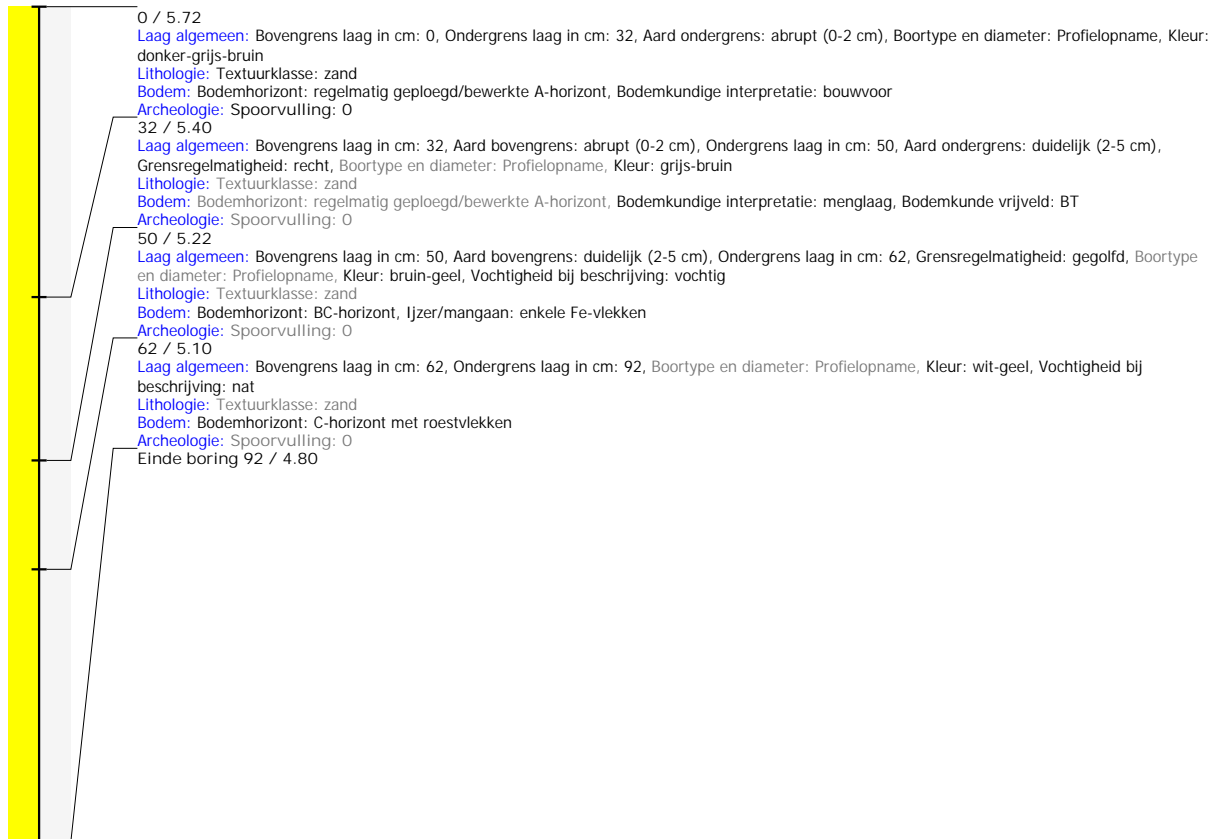 0 / 5.72
Laag algemeen: Bovengrens laag in cm: 0, Ondergrens laag in cm: 32, Aard ondergrens: abrupt (0-2 cm), Boortype en diameter: Profielopname, Kleur:
donker-grijs-bruin
Lithologie: Textuurklasse: zand
Bodem: Bodemhorizont: regelmatig geploegd/bewerkte A-horizont, Bodemkundige interpretatie: bouwvoor
Archeologie: Spoorvulling: 0
32 / 5.40
Laag algemeen: Bovengrens laag in cm: 32, Aard bovengrens: abrupt (0-2 cm), Ondergrens laag in cm: 50, Aard ondergrens: duidelijk (2-5 cm),
Grensregelmatigheid: recht, Boortype en diameter: Profielopname, Kleur: grijs-bruin
Lithologie: Textuurklasse: zand
Bodem: Bodemhorizont: regelmatig geploegd/bewerkte A-horizont, Bodemkundige interpretatie: menglaag, Bodemkunde vrijveld: BT
Archeologie: Spoorvulling: 0
50 / 5.22
Laag algemeen: Bovengrens laag in cm: 50, Aard bovengrens: duidelijk (2-5 cm), Ondergrens laag in cm: 62, Grensregelmatigheid: gegolfd, Boortype
en diameter: Profielopname, Kleur: bruin-geel, Vochtigheid bij beschrijving: vochtig
Lithologie: Textuurklasse: zand
Bodem: Bodemhorizont: BC-horizont, Ijzer/mangaan: enkele Fe-vlekken
Archeologie: Spoorvulling: 0
62 / 5.10
Laag algemeen: Bovengrens laag in cm: 62, Ondergrens laag in cm: 92, Boortype en diameter: Profielopname, Kleur: wit-geel, Vochtigheid bij
beschrijving: nat
Lithologie: Textuurklasse: zand
Bodem: Bodemhorizont: C-horizont met roestvlekken
Archeologie: Spoorvulling: 0
Einde boring 92 / 4.80